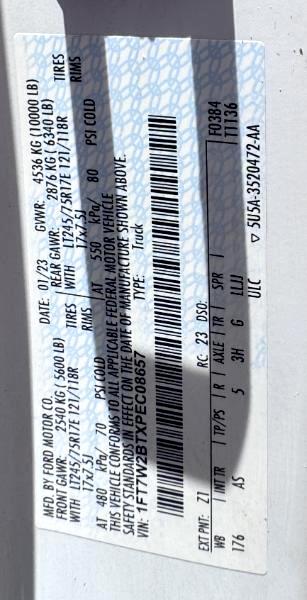 MFD. BY FORD MOTOR CO.
DATE: 01/23 GVWR: 4536 KG (10000 LB)
FRONT GAWR: 2540 KG (5600 LB) REAR GAWR: 2876 KG (6340 LB)
WITH LT245/75R17E 121/118R TIRES WITH LT245/75R17E 121/118R TIRES
17x7.5J RIMS 17x7.5J RIMS
AT 480 kPa/ 70 PSI COLD AT 550 kPa/ 80 PSI COLD
THIS VEHICLE CONFORMS TO ALL APPLICABLE FEDERAL MOTOR VEHICLE
SAFETY STANDARDS IN EFFECT ON THE DATE OF MANUFACTURE SHOWN ABOVE.
VIN: 1FT7W2BTXPEC08657 TYPE: Truck
EXT PNT: Z1 RC: 23 DSO: F0384
WB INT TR TP/PS R AXLE TR SPR T1136
176 AS 5 3H G LLJJ
ULC ▽ 5U5A-3520472-AA